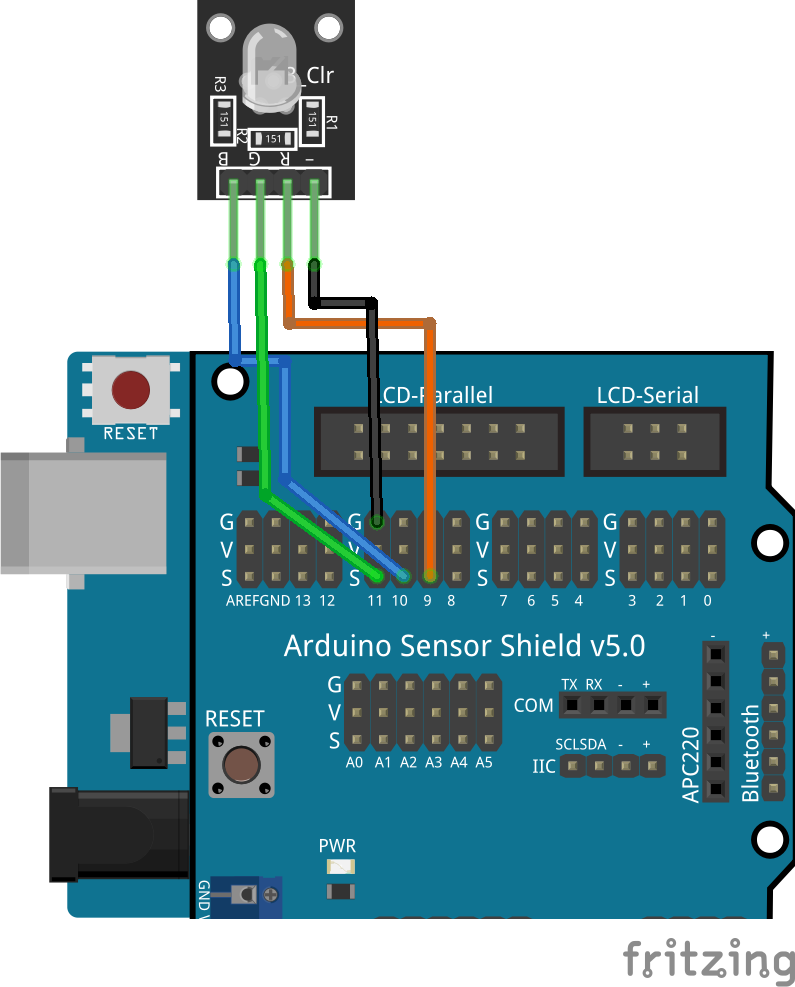 B_Clr
R3
R1
R2
151
151
151
B G R -
RESET
LCD-Parallel
LCD-Serial
G G G G
V V V V
S S S S
AREF GND 13 12 11 10 9 8 7 6 5 4 3 2 1 0
Arduino Sensor Shield v5.0
- +
G
V
S
A0 A1 A2 A3 A4 A5
TX RX - +
COM
SCL SDA - +
IIC
APC220
Bluetooth
RESET
PWR
GND
fritzing